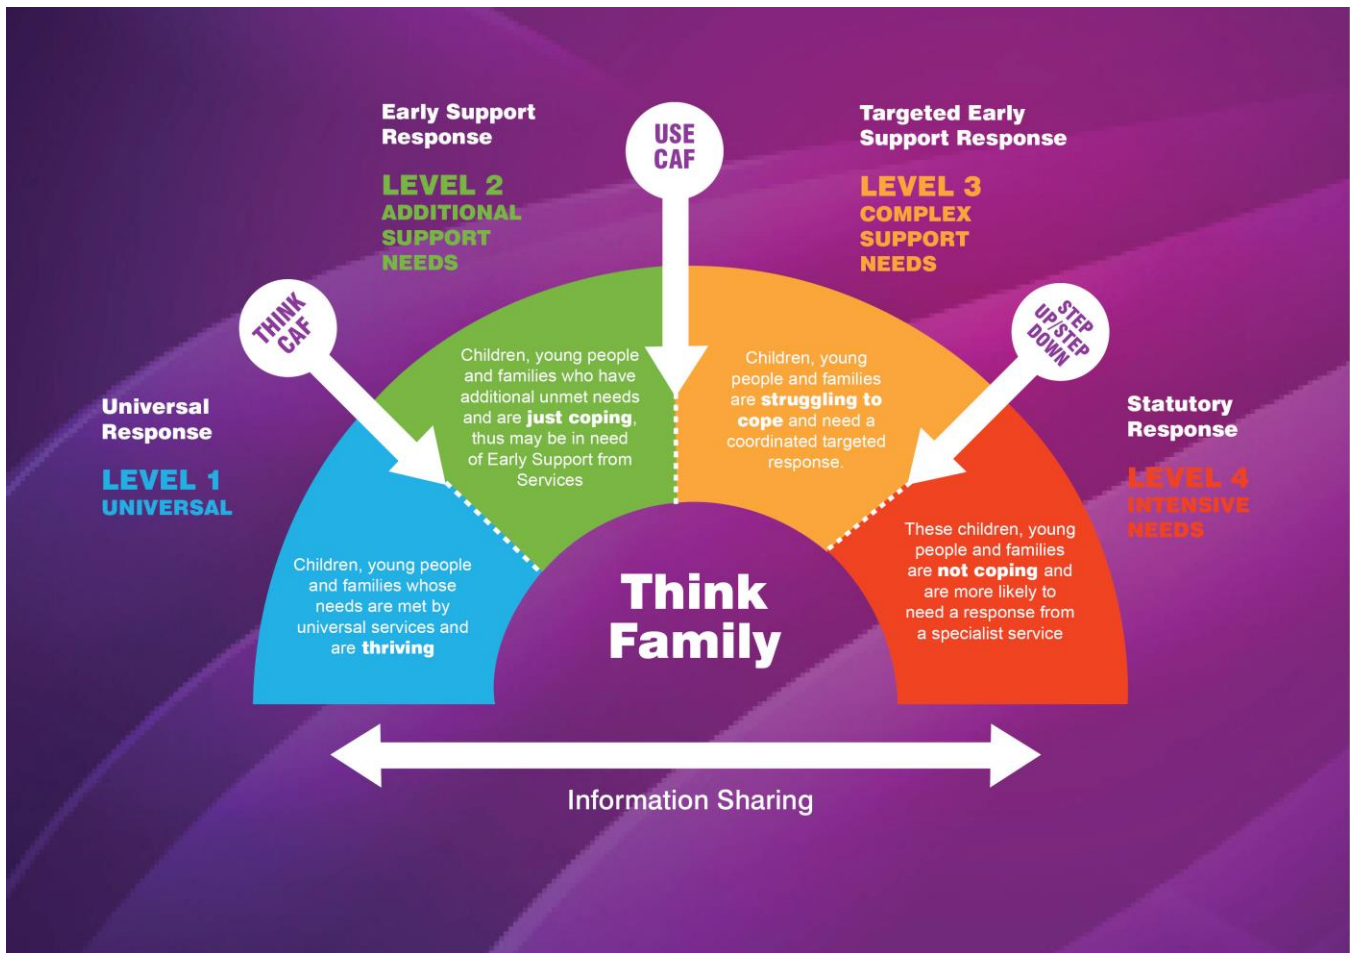 Early Support
Response
LEVEL 2
ADDITIONAL
SUPPORT
NEEDS
USE
CAF
Targeted Early
Support Response
LEVEL 3
COMPLEX
SUPPORT
NEEDS
THINK
CAF
STEP
UP/STEP
DOWN
Universal
Response
LEVEL 1
UNIVERSAL
Children, young people
and families who have
additional unmet needs
and are just coping,
thus may be in need
of Early Support from
Services
Children, young
people and families
are struggling to
cope and need a
coordinated targeted
response.
Statutory
Response
LEVEL 4
INTENSIVE
NEEDS
Children, young people
and families whose
needs are met by
universal services and
are thriving
These children, young
people and families
are not coping and
are more likely to
need a response from
a specialist service
Think
Family
Information Sharing